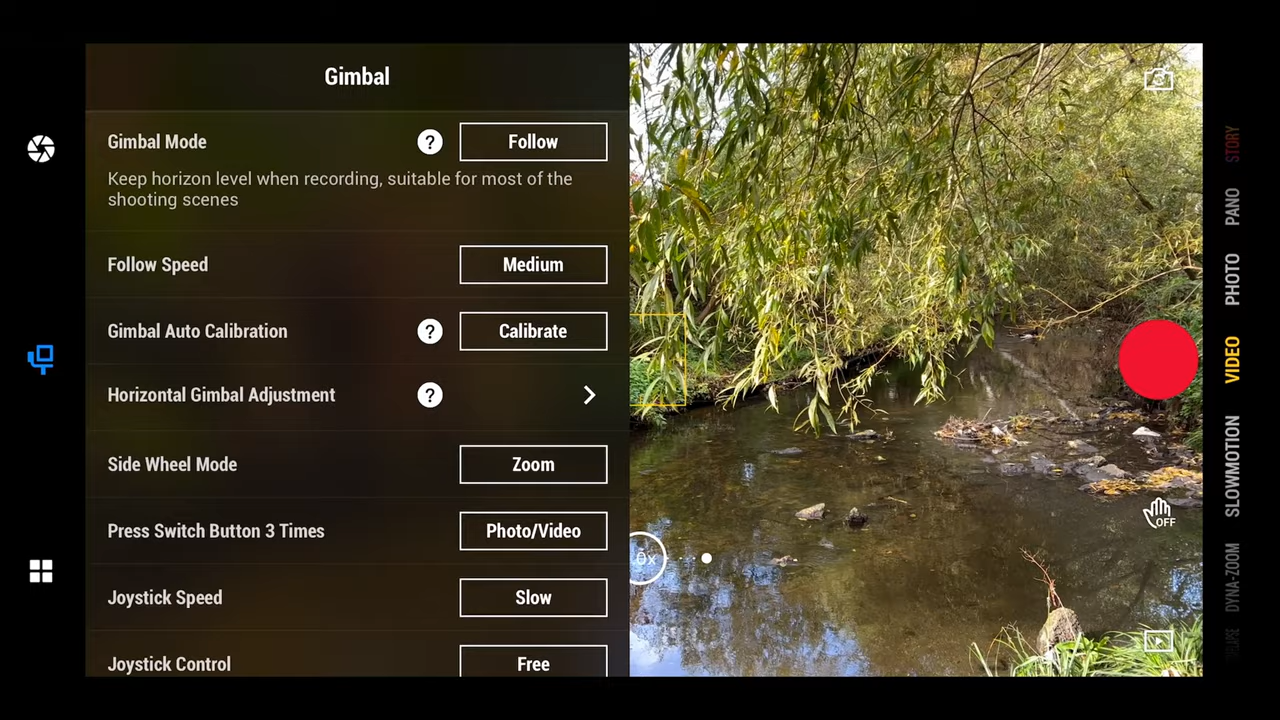 Gimbal
Gimbal Mode ? Follow
Keep horizon level when recording, suitable for most of the
shooting scenes
Follow Speed Medium
Gimbal Auto Calibration ? Calibrate
Horizontal Gimbal Adjustment ?
Side Wheel Mode Zoom
Press Switch Button 3 Times Photo/Video
Joystick Speed Slow
Joystick Control Free
OFF
STORY
PANO
PHOTO
VIDEO
SLOWMOTION
DYNA-ZOOM